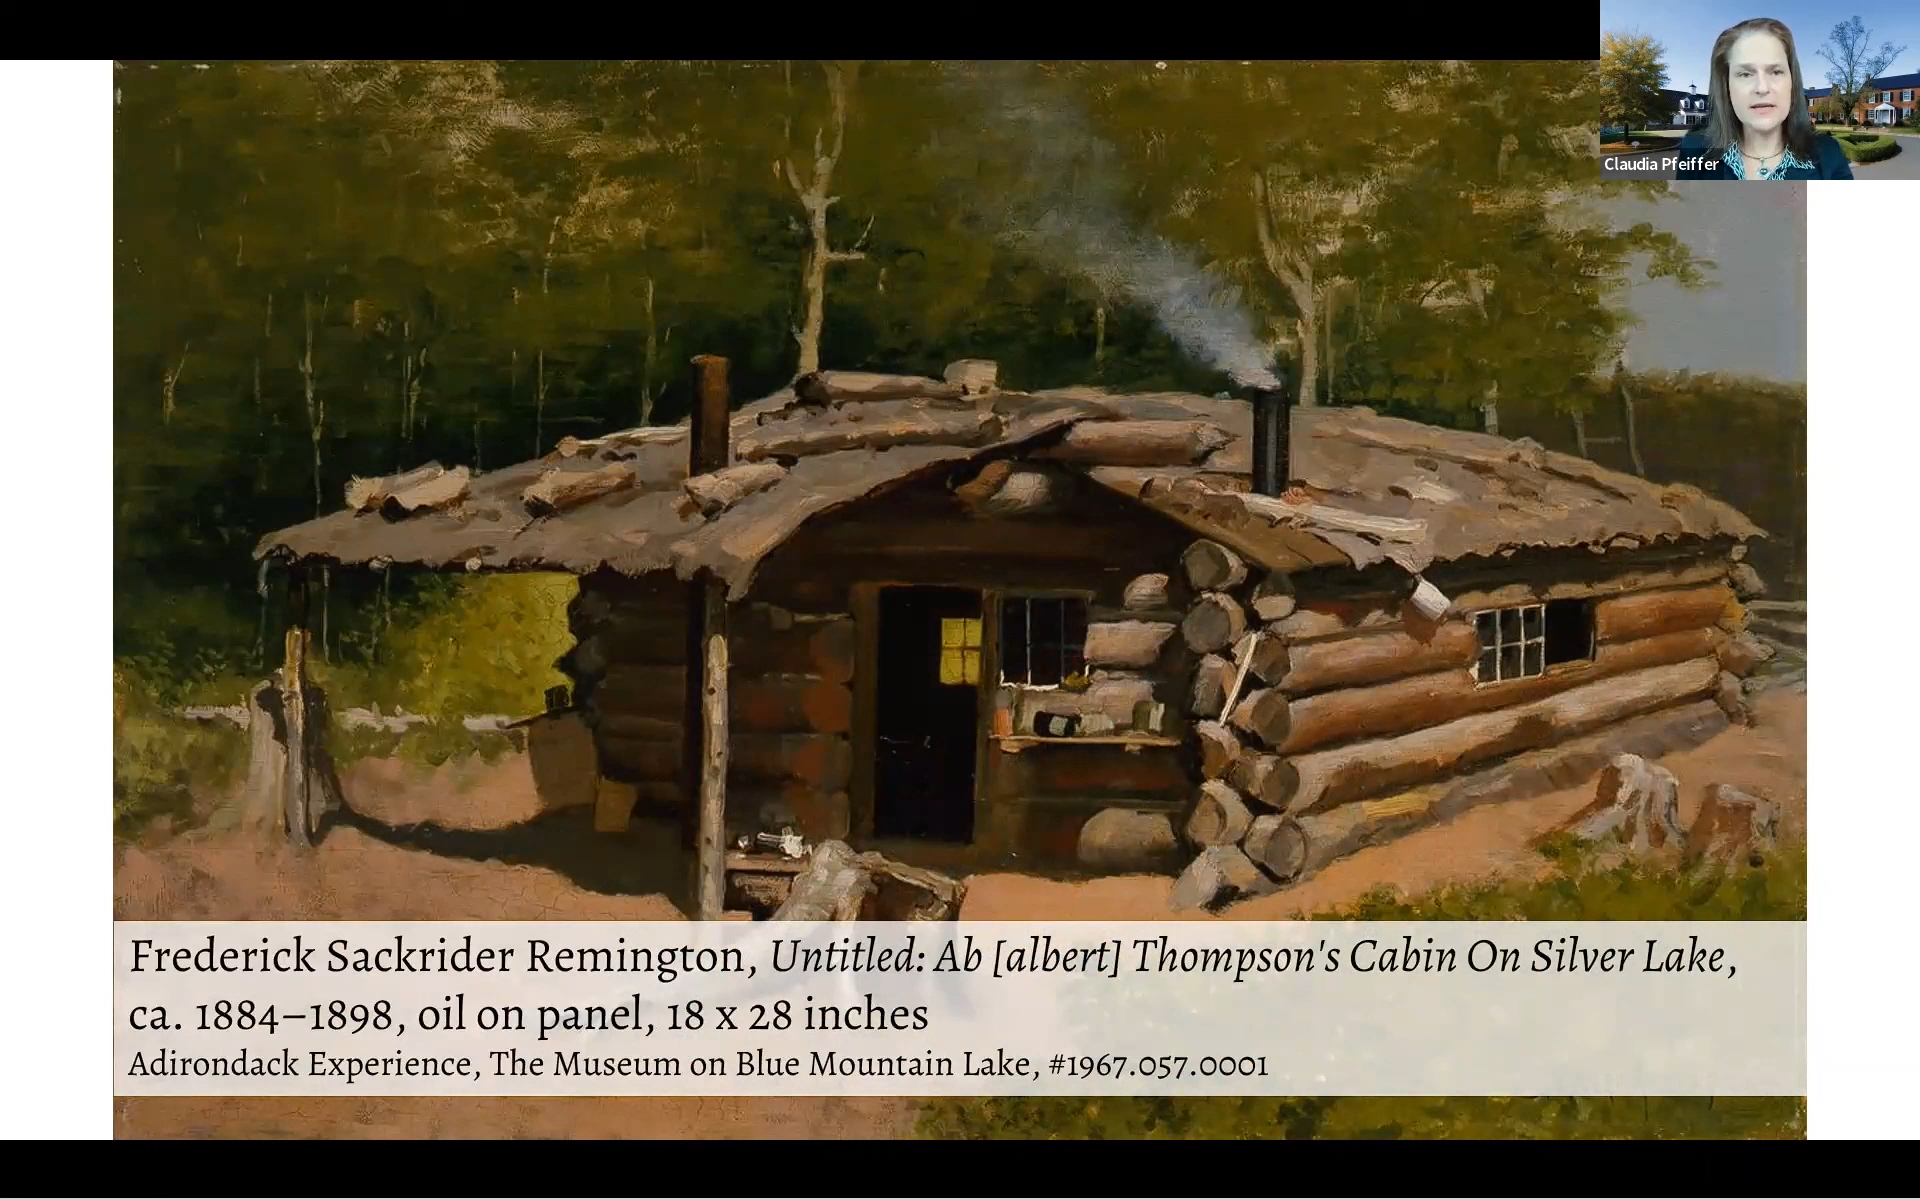 Claudia Pfeiffer
Frederick Sackrider Remington, Untitled: Ab [albert] Thompson's Cabin On Silver Lake,
ca. 1884–1898, oil on panel, 18 x 28 inches
Adirondack Experience, The Museum on Blue Mountain Lake, #1967.057.0001